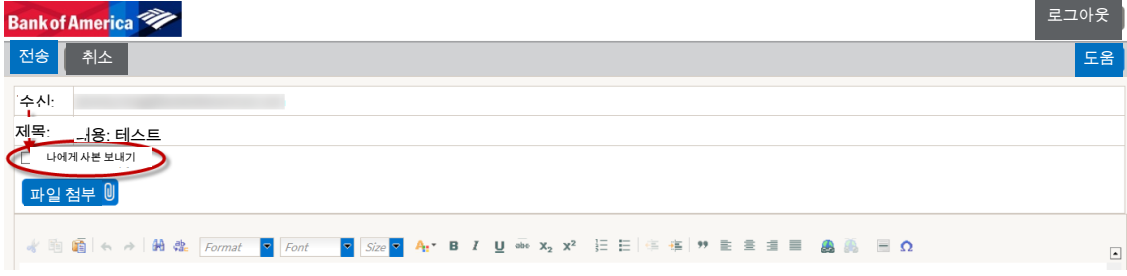 Bank of America
로그아웃
전송 취소 도움
수신:
제목: 내용: 테스트
나에게 사본 보내기
파일 첨부
Format Font Size A B I U abc X₂ X² Ω